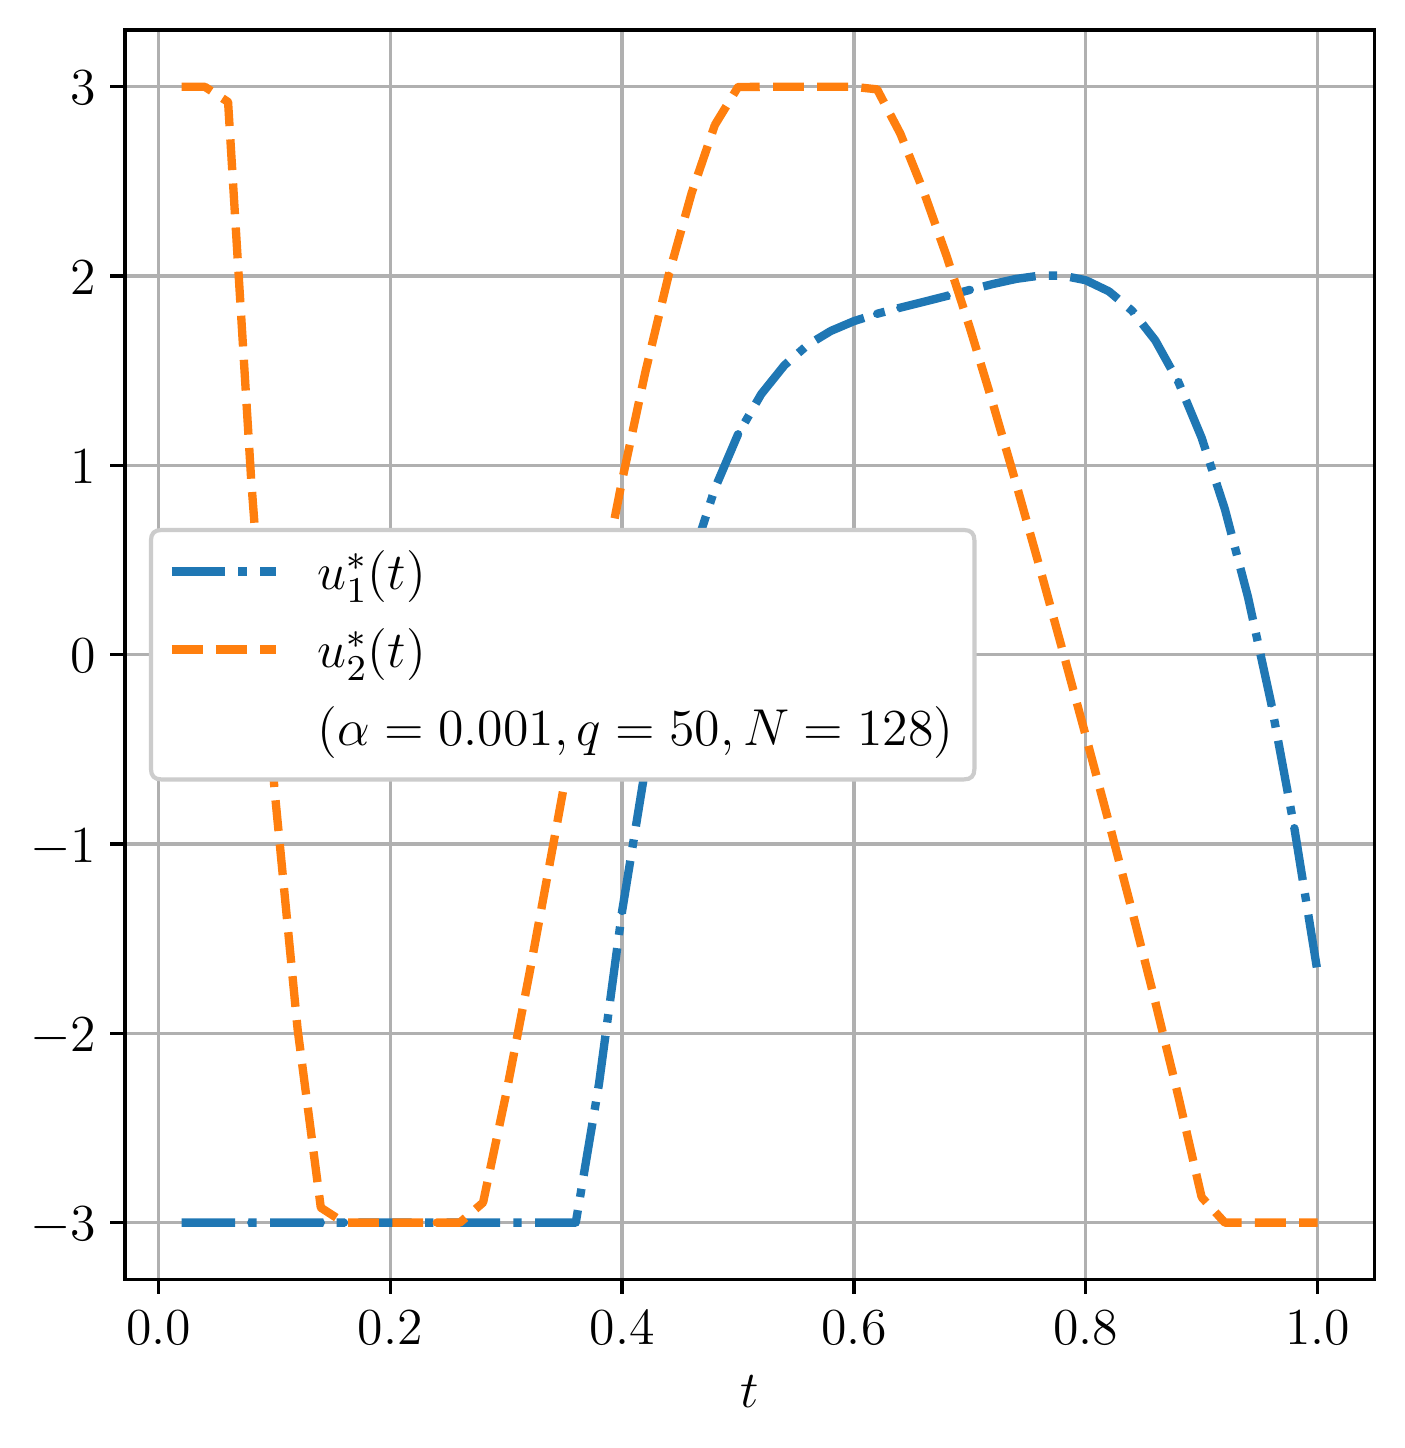 3
2
1
0
−1
−2
−3
u₁*(t)
u₂*(t)
(α = 0.001, q = 50, N = 128)
0.0 0.2 0.4 0.6 0.8 1.0
t